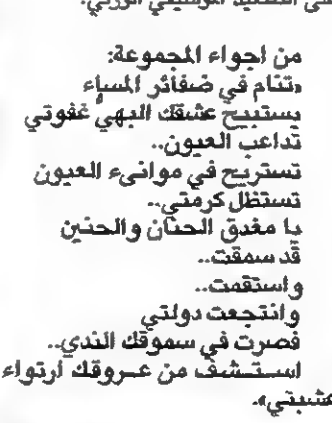 من اجواء المجموعة:
«تنام في ضفائر المساء
يستبيح عشقك البهي غفوتي
تداعب العيون..
تستريح في موانىء العيون
تستظل كرمتي..
يا مغدق الحنان والحنين
قد سمقت..
واستقمت..
وانتجعت دولتي
فصرت في سموقك الندي..
استشف من عروقك ارتواء
عشبتي».